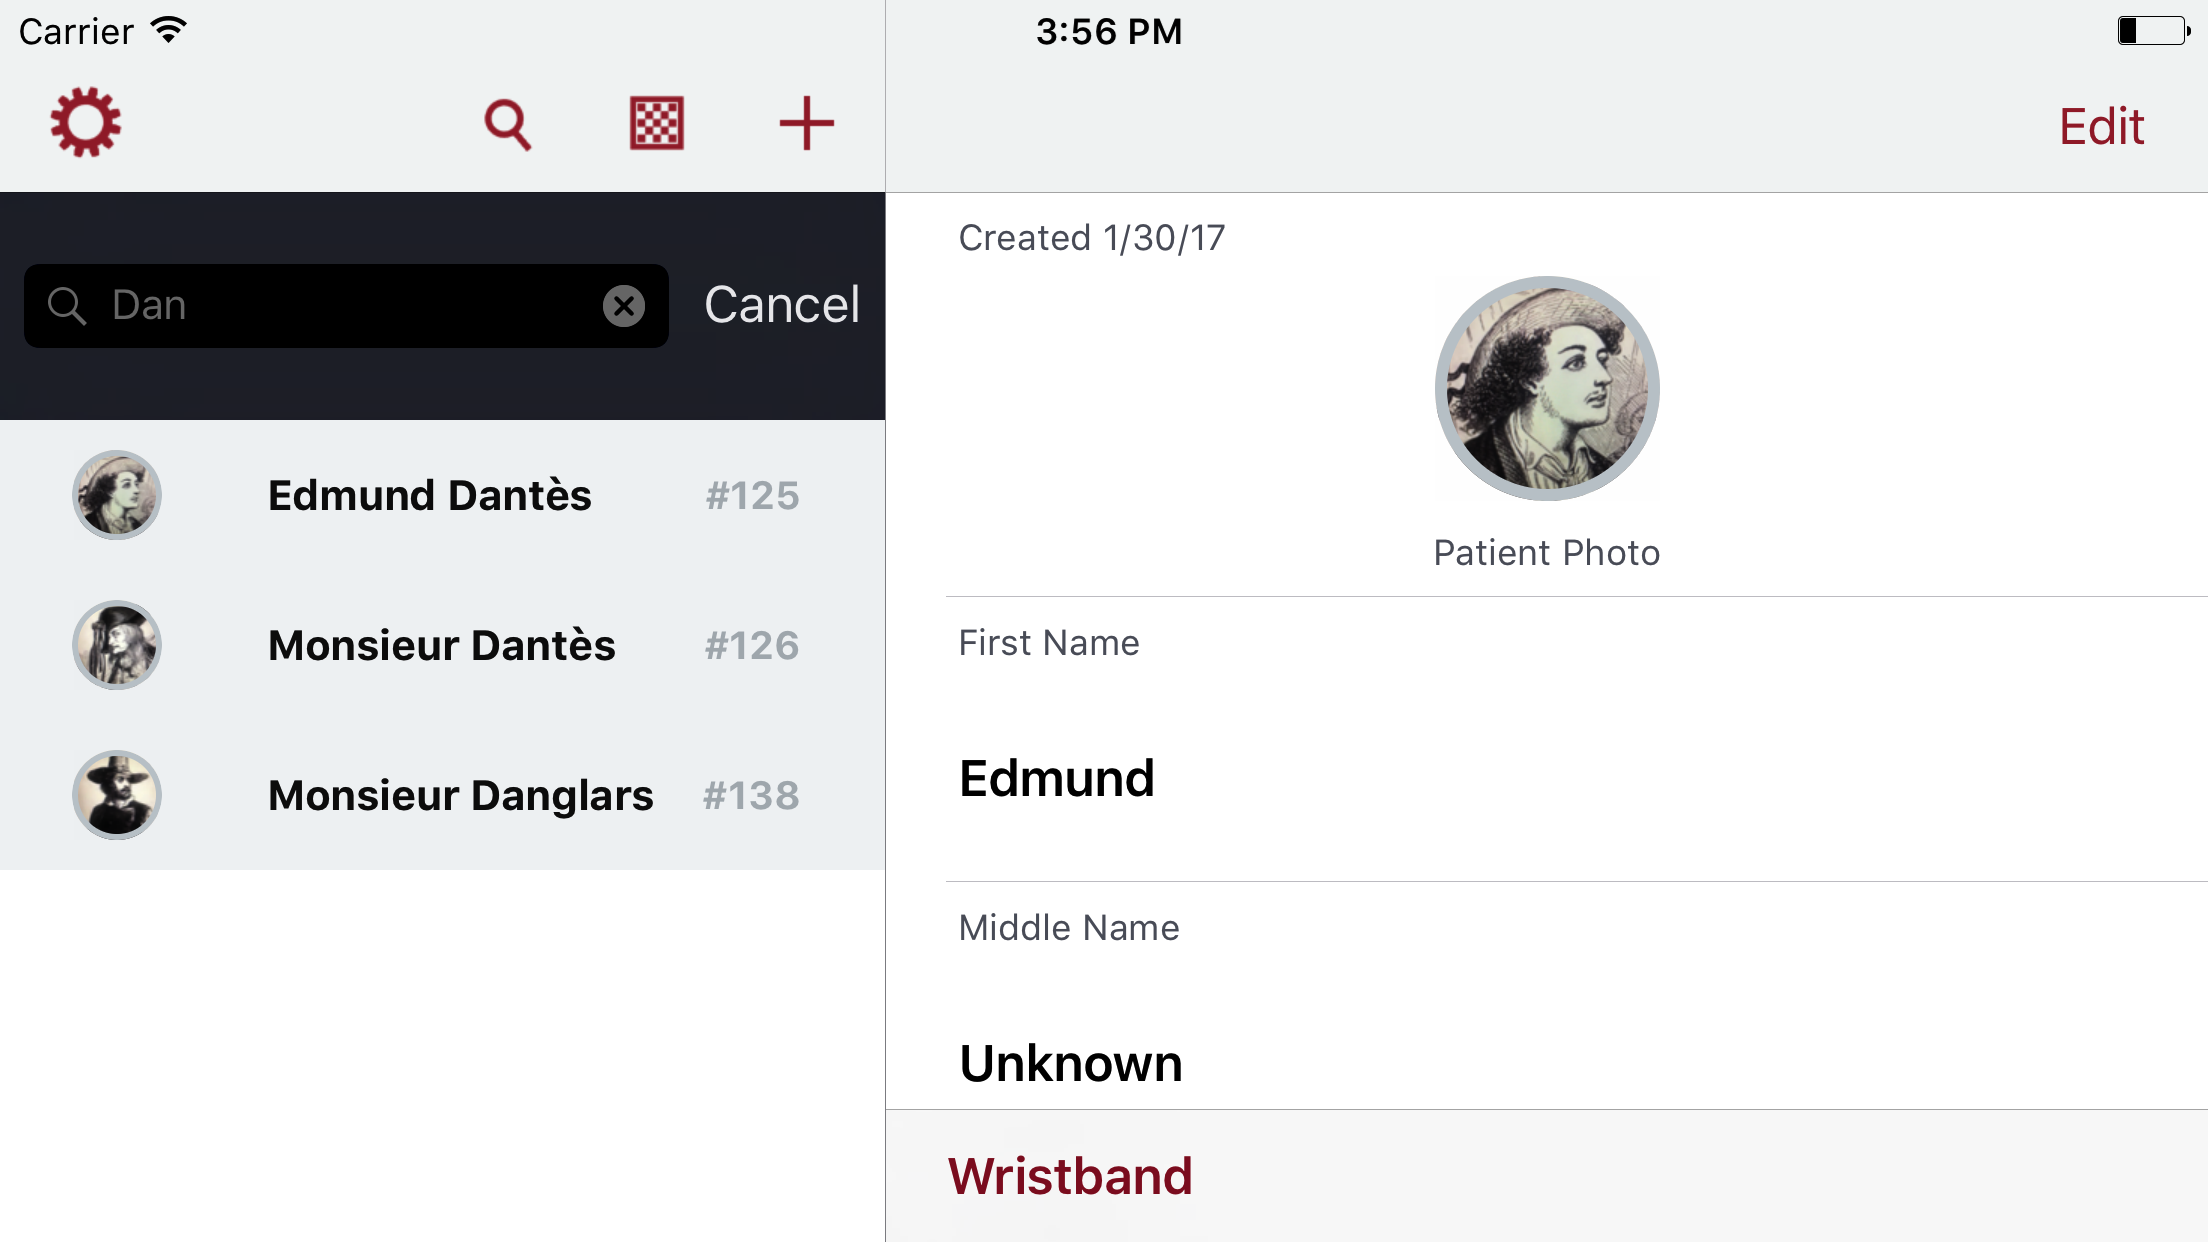 Carrier
3:56 PM
Edit
Dan
Cancel
Edmund Dantès #125
Monsieur Dantès #126
Monsieur Danglars #138
Created 1/30/17
Patient Photo
First Name
Edmund
Middle Name
Unknown
Wristband